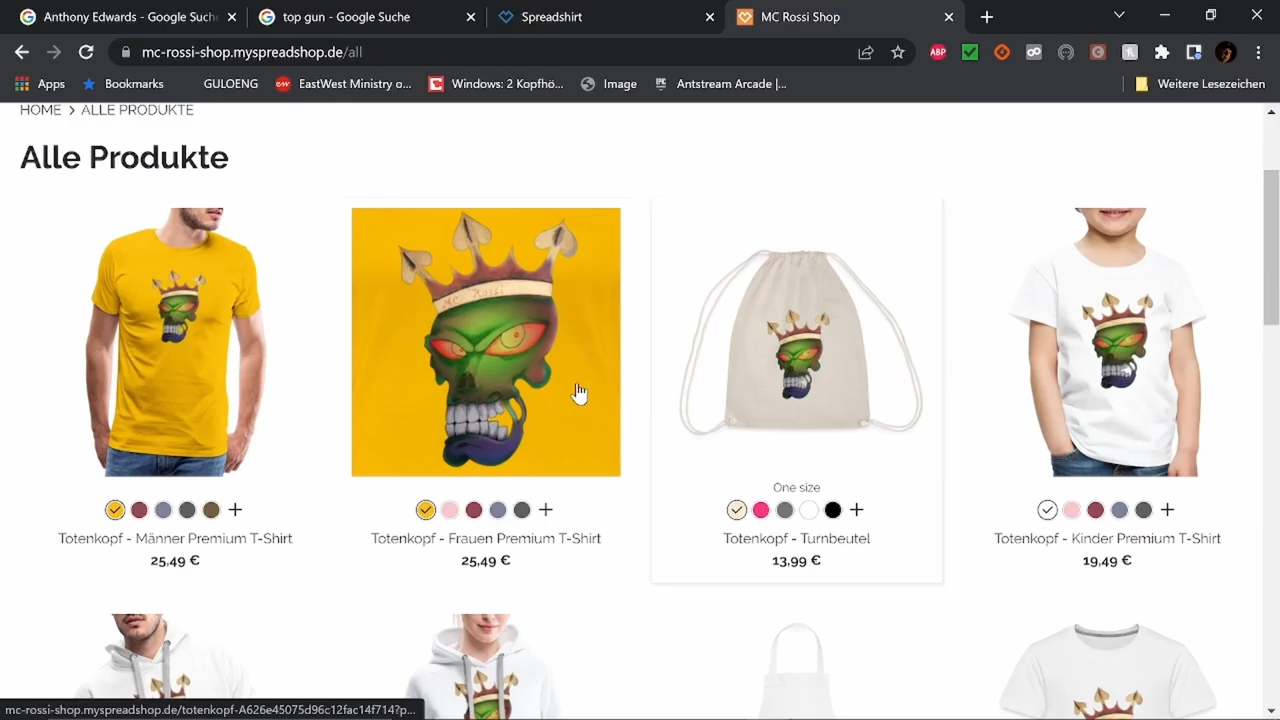 Anthony Edwards - Google Suche
top gun - Google Suche
Spreadshirt
MC Rossi Shop
mc-rossi-shop.myspreadshop.de/all
ABP
Apps
Bookmarks
GULOENG
EastWest Ministry o...
Windows: 2 Kopfho...
Image
Antstream Arcade |...
Weitere Lesezeichen
HOME > ALLE PRODUKTE
Alle Produkte
MC Rossi
One size
Totenkopf - Männer Premium T-Shirt
25,49 €
Totenkopf - Frauen Premium T-Shirt
25,49 €
Totenkopf - Turnbeutel
13,99 €
Totenkopf - Kinder Premium T-Shirt
19,49 €
mc-rossi-shop.myspreadshop.de/totenkopf-A626e45075d96c12fac14f714?p...